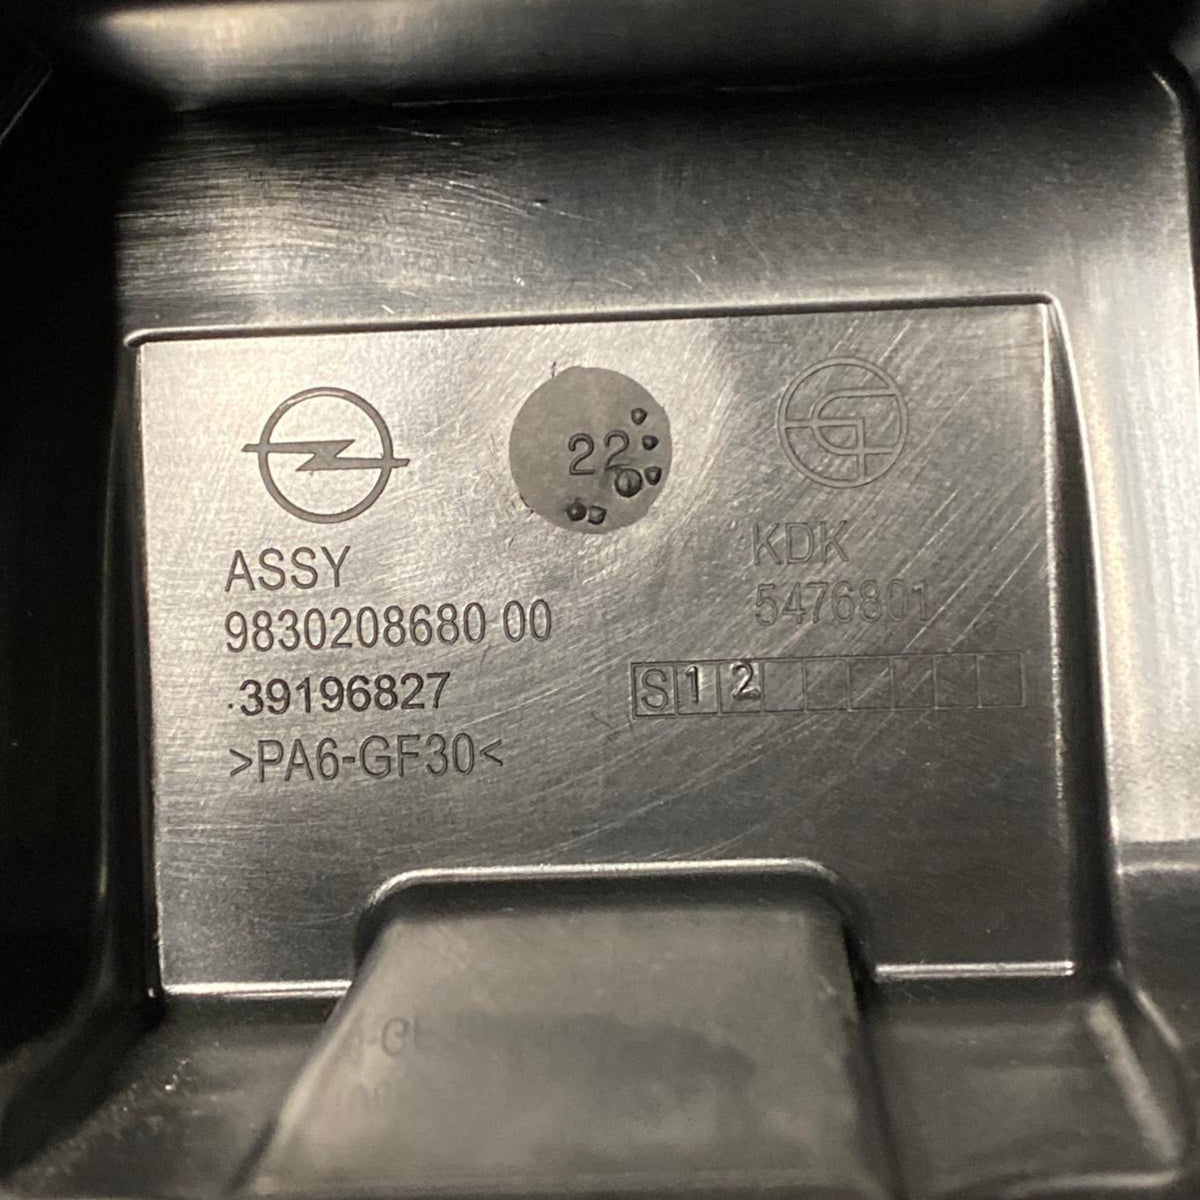 22
ASSY
9830208680 00
.39196827
>PA6-GF30<
KDK
5476801
S12